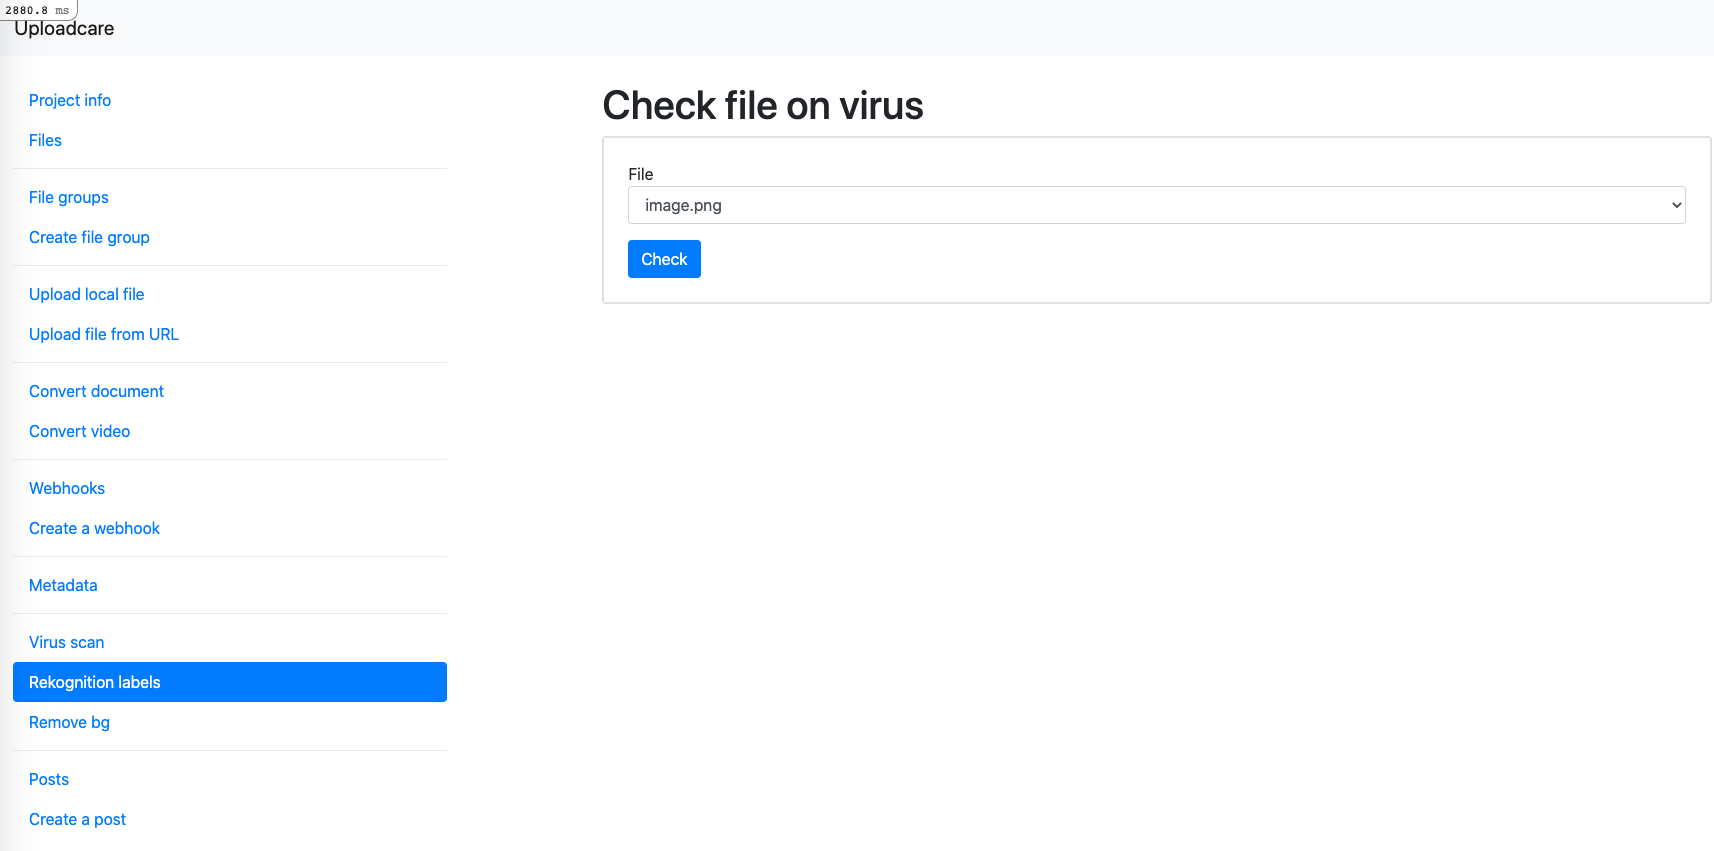 2880.8 ms
Uploadcare
Project info
Files
File groups
Create file group
Upload local file
Upload file from URL
Convert document
Convert video
Webhooks
Create a webhook
Metadata
Virus scan
Rekognition labels
Remove bg
Posts
Create a post
Check file on virus
File
image.png
Check